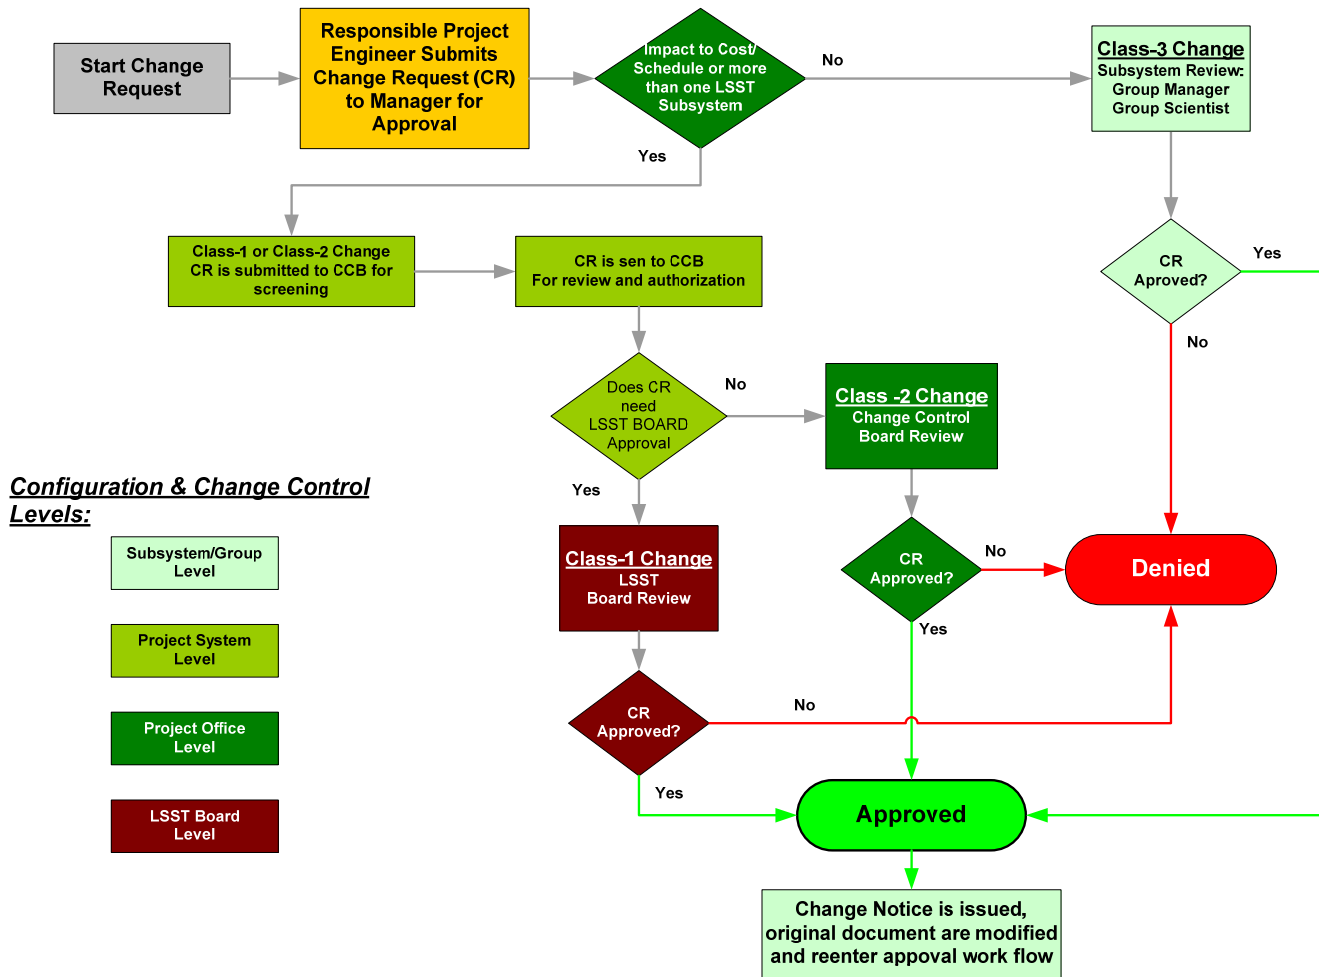 Start Change
Request
Responsible Project
Engineer Submits
Change Request (CR)
to Manager for
Approval
Impact to Cost/
Schedule or more
than one LSST
Subsystem
No
Class-3 Change
Subsystem Review:
Group Manager
Group Scientist
Yes
Class-1 or Class-2 Change
CR is submitted to CCB for
screening
CR is sen to CCB
For review and authorization
CR
Aproved?
Yes
No
Does CR
need
LSST BOARD
Approval
No
Class -2 Change
Change Control
Board Review
Yes
Configuration & Change Control
Levels:
Subsystem/Group
Level
Project System
Level
Project Office
Level
LSST Board
Level
Class-1 Change
LSST
Board Review
CR
Approved?
No
Yes
Denied
CR
Approved?
No
Yes
Approved
Change Notice is issued,
original document are modified
and reenter appoval work flow